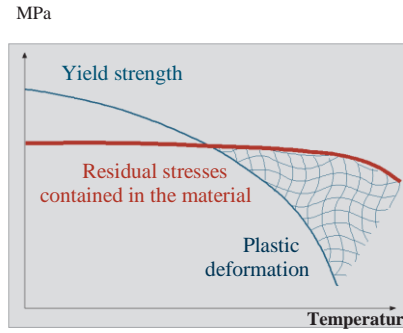 MPa
Yield strength
Residual stresses
contained in the material
Plastic
deformation
Temperatur